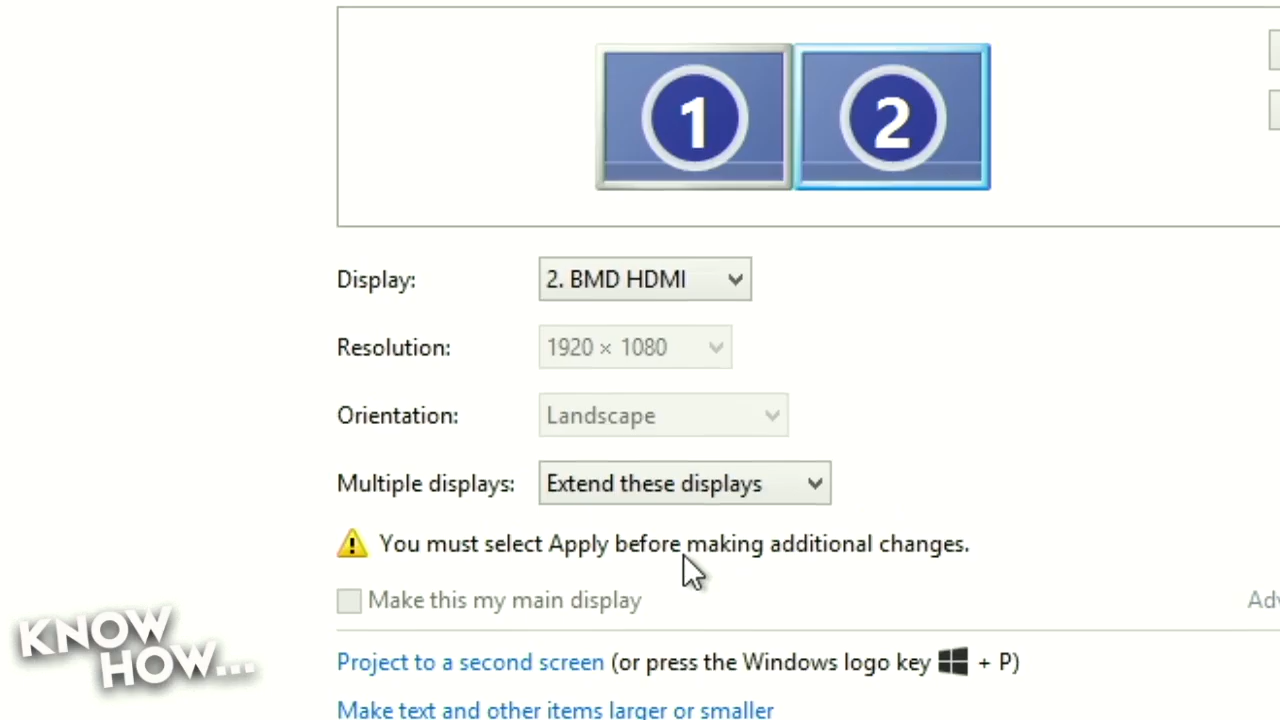 1 2
Display: 2. BMD HDMI
Resolution: 1920 × 1080
Orientation: Landscape
Multiple displays: Extend these displays
You must select Apply before making additional changes.
Make this my main display
Project to a second screen (or press the Windows logo key + P)
Make text and other items larger or smaller
KNOW
HOW...